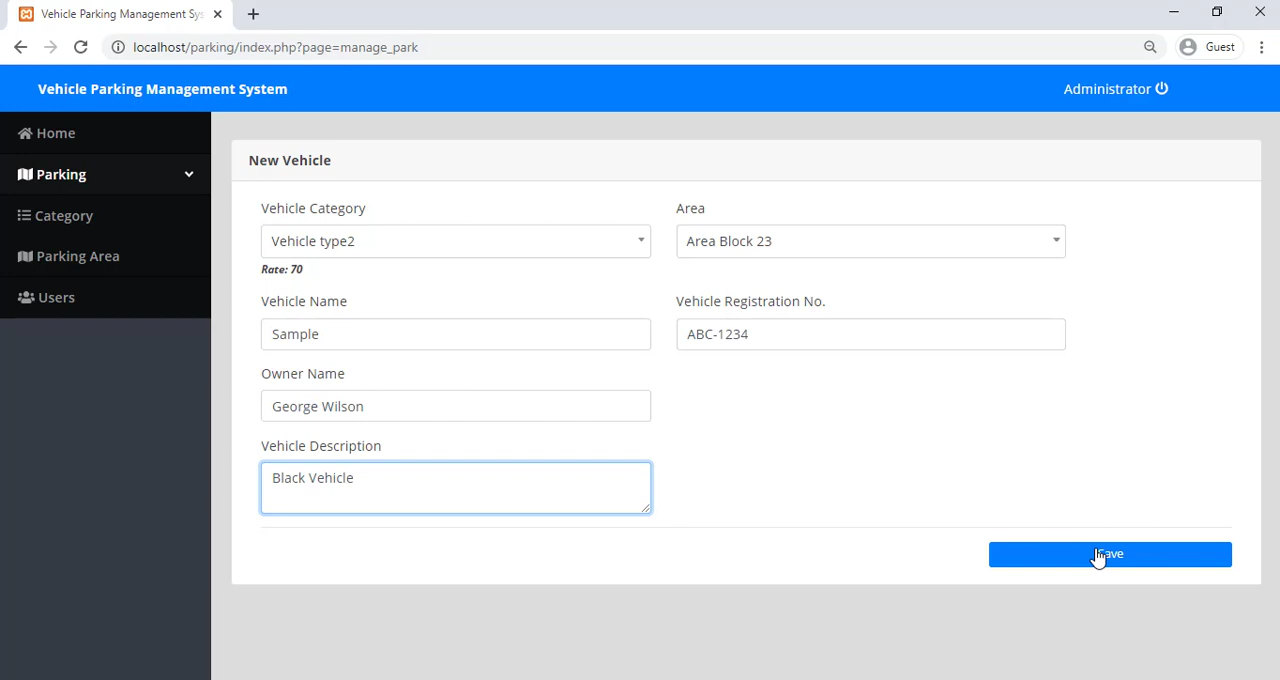 Vehicle Parking Management Sys
localhost/parking/index.php?page=manage_park
Guest
Vehicle Parking Management System
Administrator
Home
Parking
Category
Parking Area
Users
New Vehicle
Vehicle Category
Area
Vehicle type2
Area Block 23
Rate: 70
Vehicle Name
Vehicle Registration No.
Sample
ABC-1234
Owner Name
George Wilson
Vehicle Description
Black Vehicle
Save